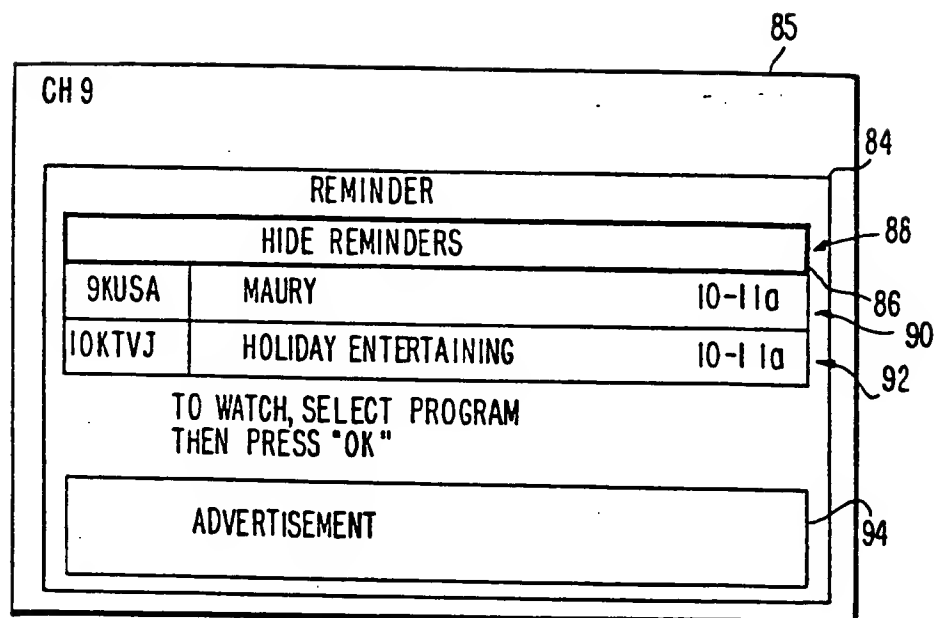 85
CH 9
84
REMINDER
HIDE REMINDERS
88
86
9KUSA MAURY 10-11a
90
10KTVJ HOLIDAY ENTERTAINING 10-11a
92
TO WATCH, SELECT PROGRAM
THEN PRESS "OK"
ADVERTISEMENT
94